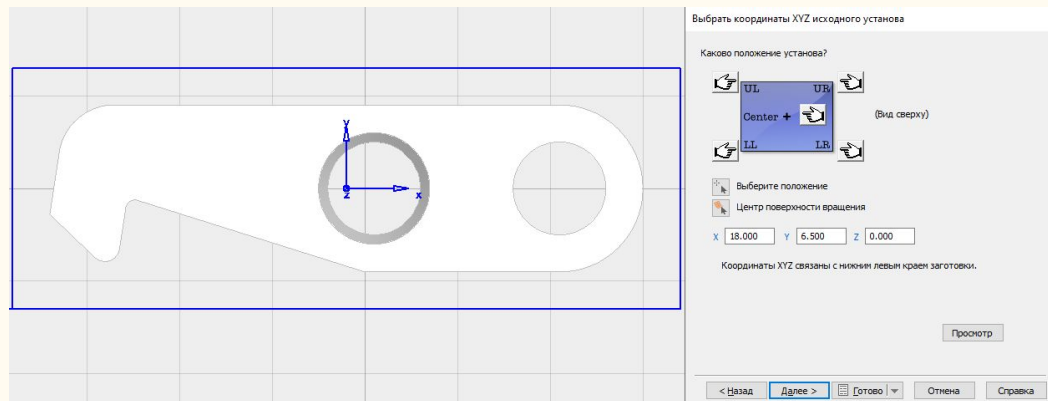 Выбрать координаты XYZ исходного установа
Каково положение установа?
UL UR
Center +
(Вид сверху)
LL LR
Y
Z
x
Выберите положение
Центр поверхности вращения
X 18.000 Y 6.500 Z 0.000
Координаты XYZ связаны с нижним левым краем заготовки.
Просмотр
< Назад Далее > Готово Отмена Справка